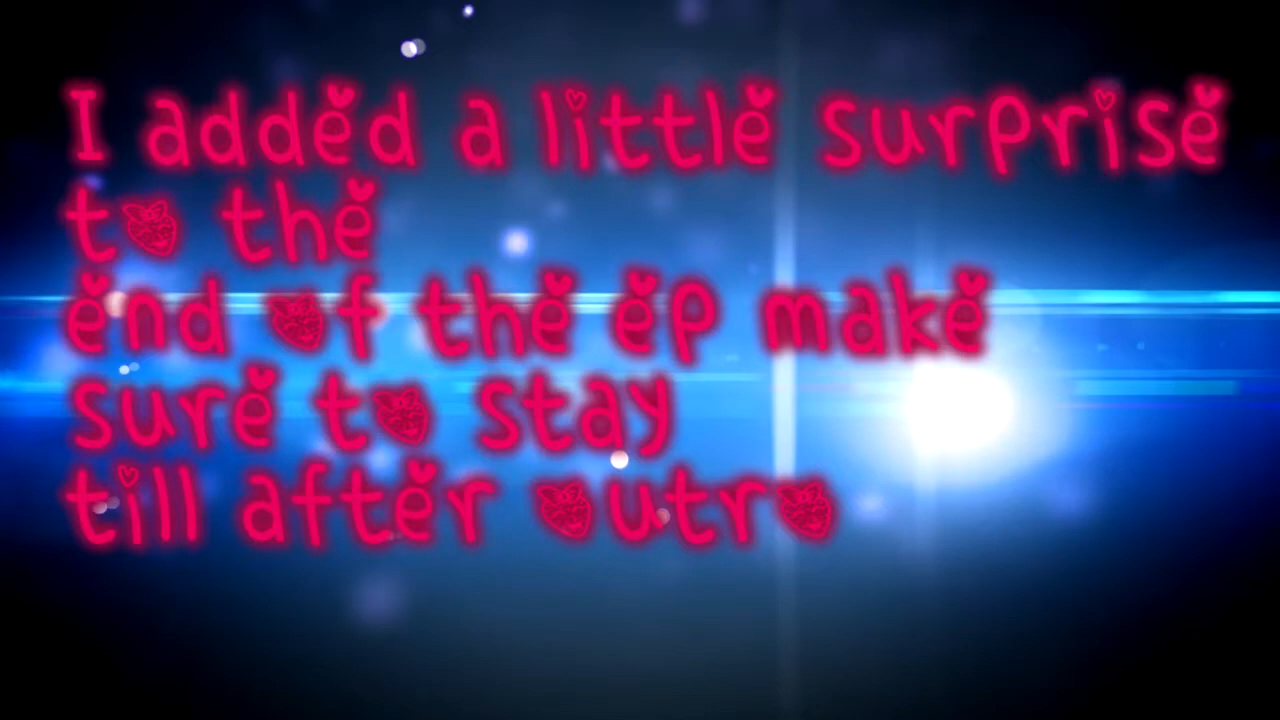 I added a little surprise
to the
end of the ep make
sure to stay
till after outro